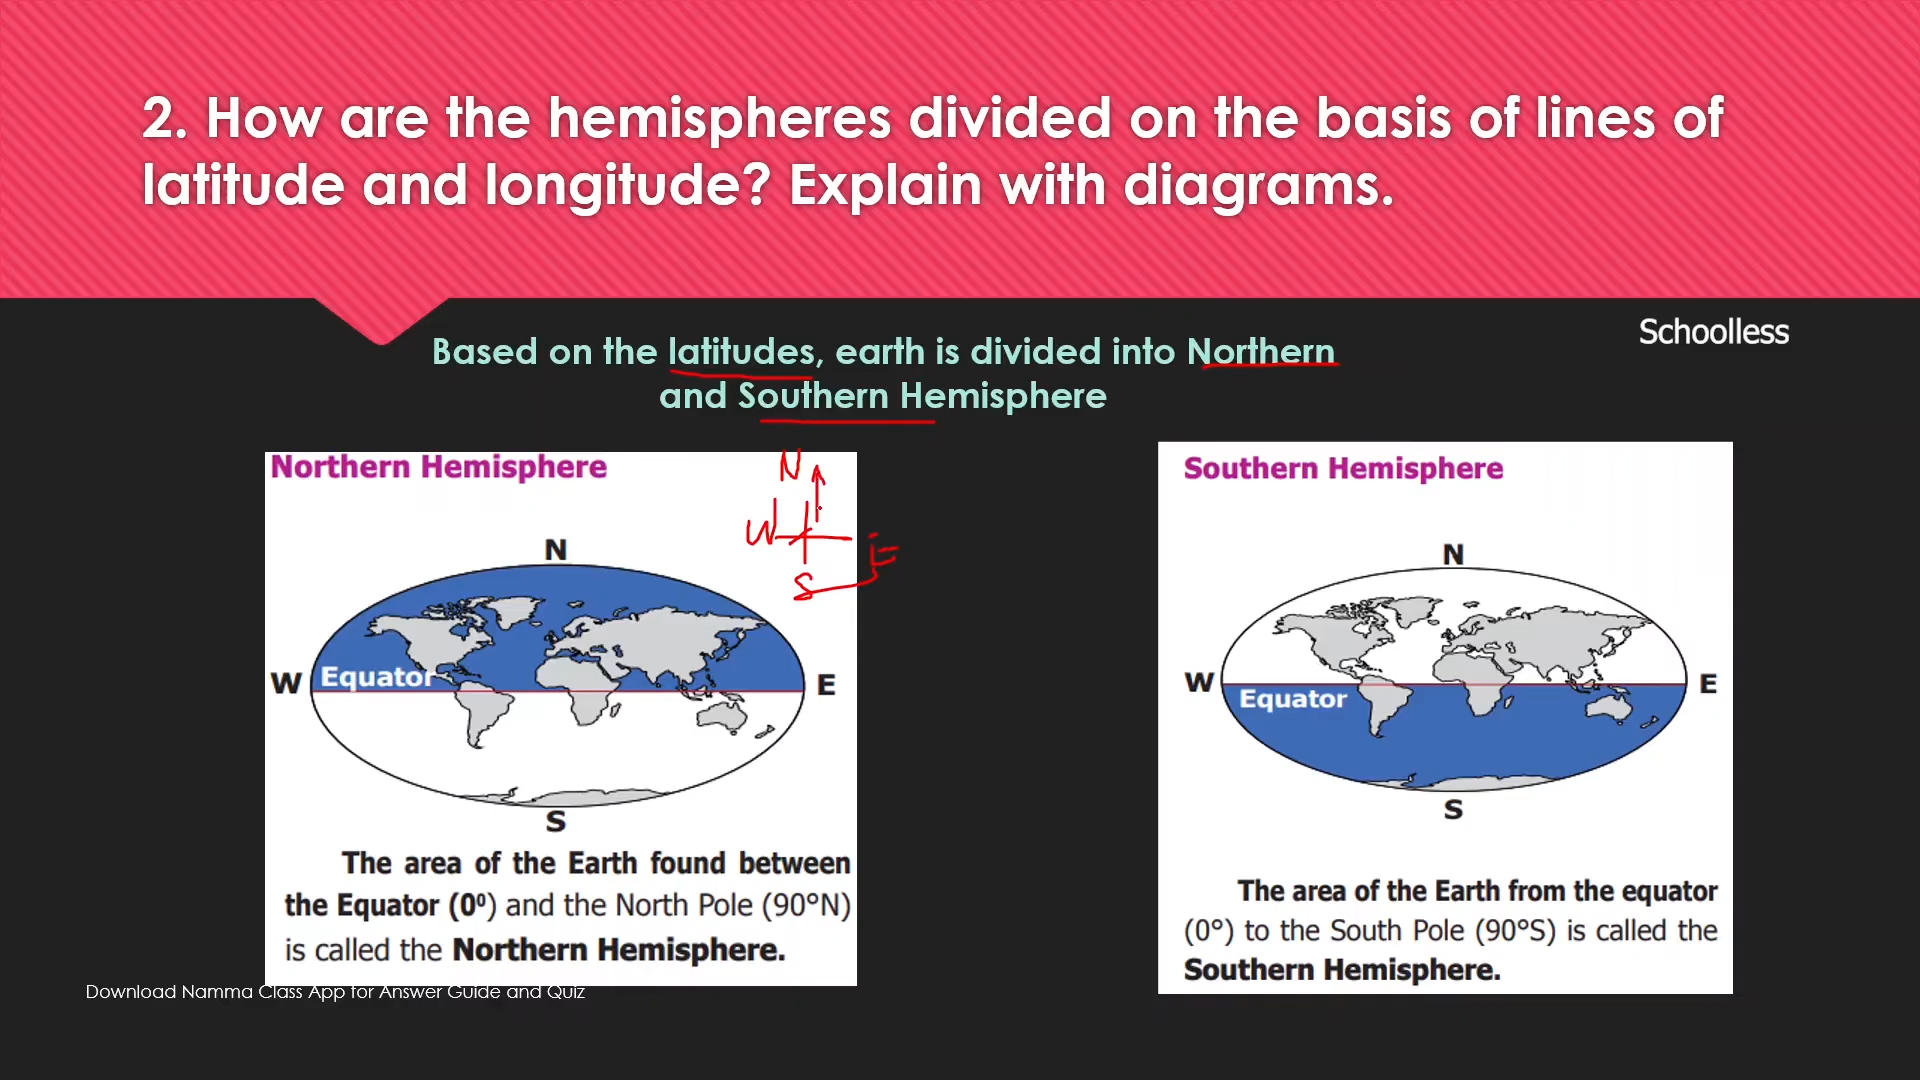 2. How are the hemispheres divided on the basis of lines of
latitude and longitude? Explain with diagrams.
Schoolless
Based on the latitudes, earth is divided into Northern
and Southern Hemisphere
Northern Hemisphere
N
W
E
S
N
W
Equator
E
S
The area of the Earth found between
the Equator (0⁰) and the North Pole (90°N)
is called the Northern Hemisphere.
Southern Hemisphere
N
W
Equator
E
S
The area of the Earth from the equator
(0°) to the South Pole (90°S) is called the
Southern Hemisphere.
Download Namma Class App for Answer Guide and Quiz